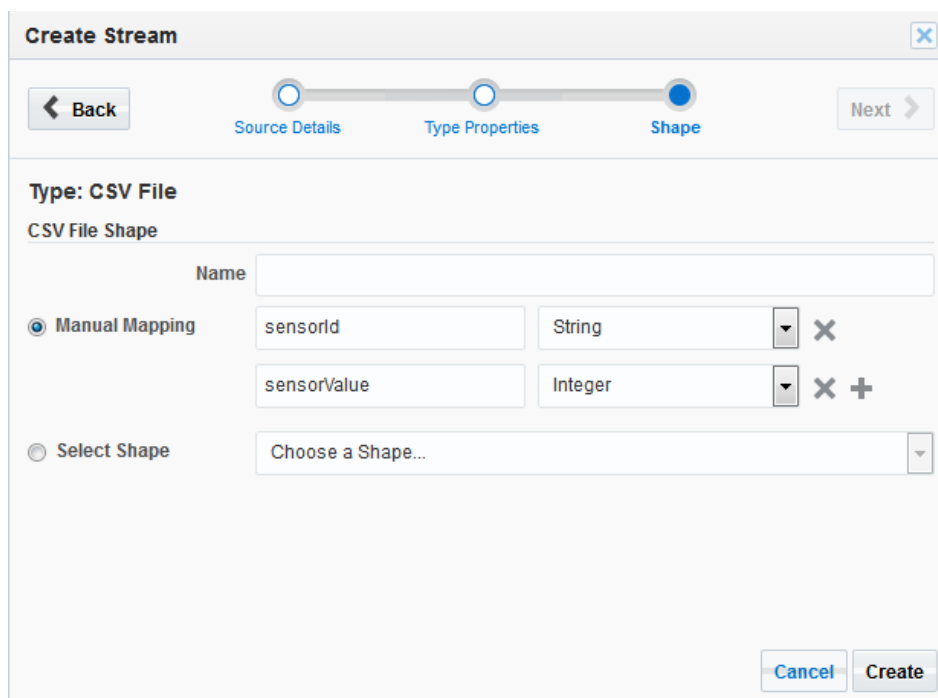 Create Stream
Back
Next
Source Details
Type Properties
Shape
Type: CSV File
CSV File Shape
Name
Manual Mapping
sensorId
String
sensorValue
Integer
Select Shape
Choose a Shape...
Cancel
Create